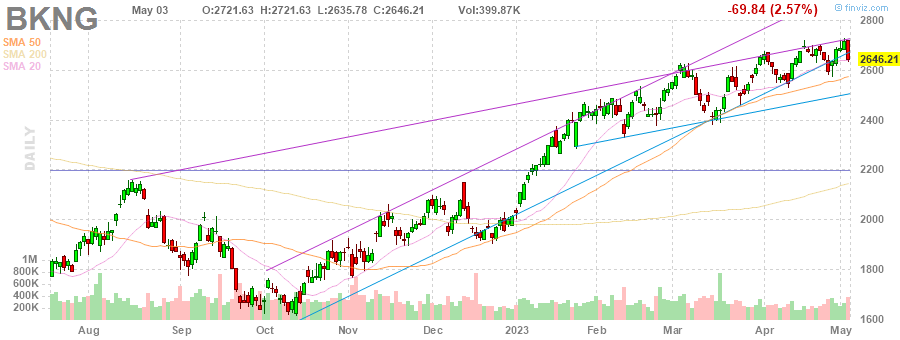 BKNG May 03 O:2721.63 H:2721.63 L:2635.78 C:2646.21 Vol:399.87K -69.84 (2.57%) finviz.com
SMA 50
SMA 200
SMA 20
DAILY
2800
2646.21
2600
2400
2200
2000
1800
1600
1M
800K
600K
400K
200K
Aug Sep Oct Nov Dec 2023 Feb Mar Apr May